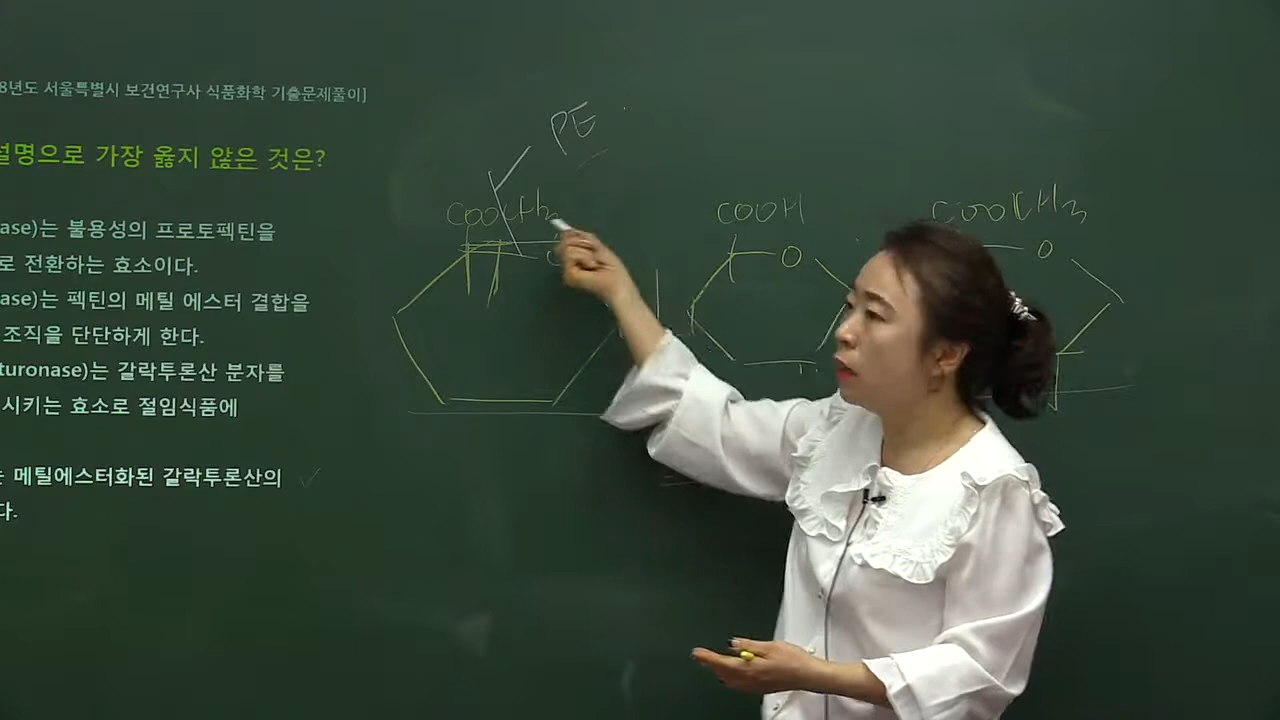 8년도 서울특별시 보건연구사 식품화학 기출문제풀이]
설명으로 가장 옳지 않은 것은?
ase)는 불용성의 프로토펙틴을
로 전환하는 효소이다.
ase)는 펙틴의 메틸 에스터 결합을
조직을 단단하게 한다.
turonase)는 갈락투론산 분자를
시키는 효소로 절임식품에
는 메틸에스터화된 갈락투론산의
다.
PE
COOCH3
COOH
O
COOCH3
O